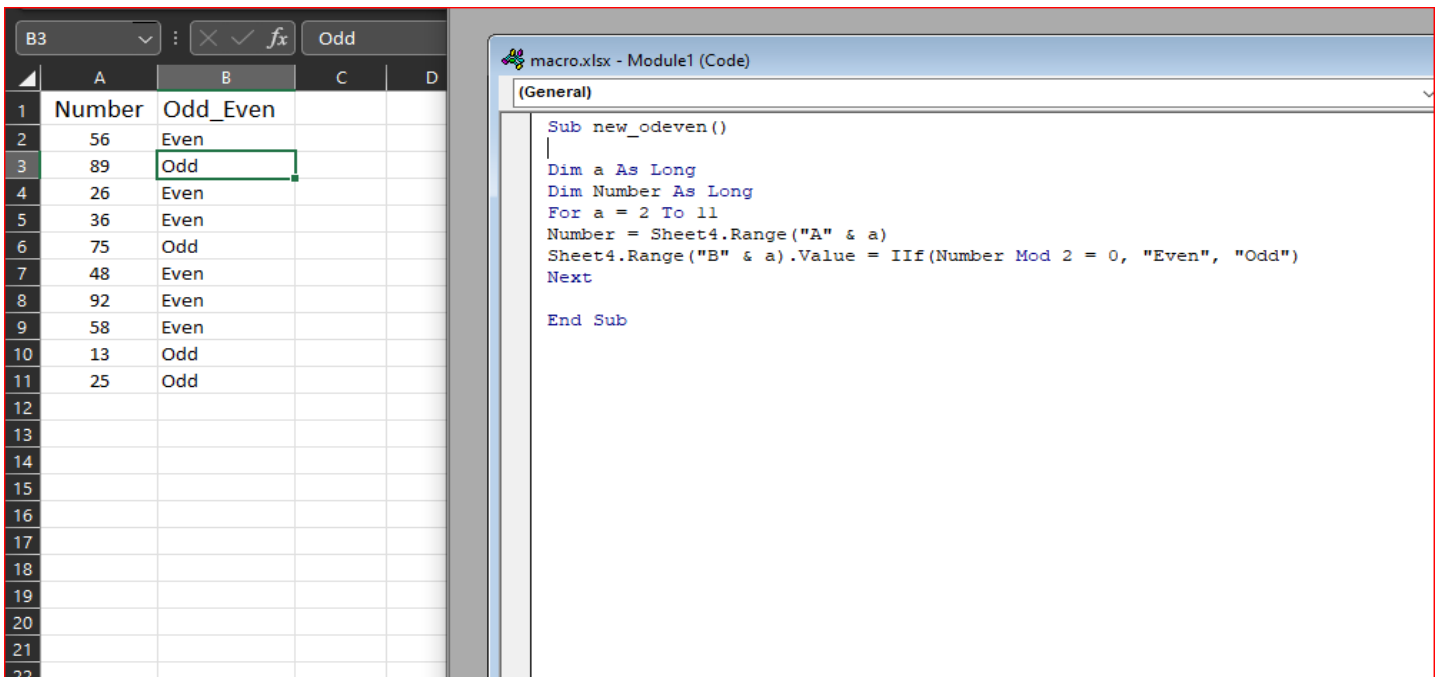 B3 fx Odd
A B C D
1 Number Odd_Even
2 56 Even
3 89 Odd
4 26 Even
5 36 Even
6 75 Odd
7 48 Even
8 92 Even
9 58 Even
10 13 Odd
11 25 Odd
12
13
14
15
16
17
18
19
20
21
22
macro.xlsx - Module1 (Code)
(General)
Sub new_odeven()
Dim a As Long
Dim Number As Long
For a = 2 To 11
Number = Sheet4.Range("A" & a)
Sheet4.Range("B" & a).Value = IIf(Number Mod 2 = 0, "Even", "Odd")
Next
End Sub